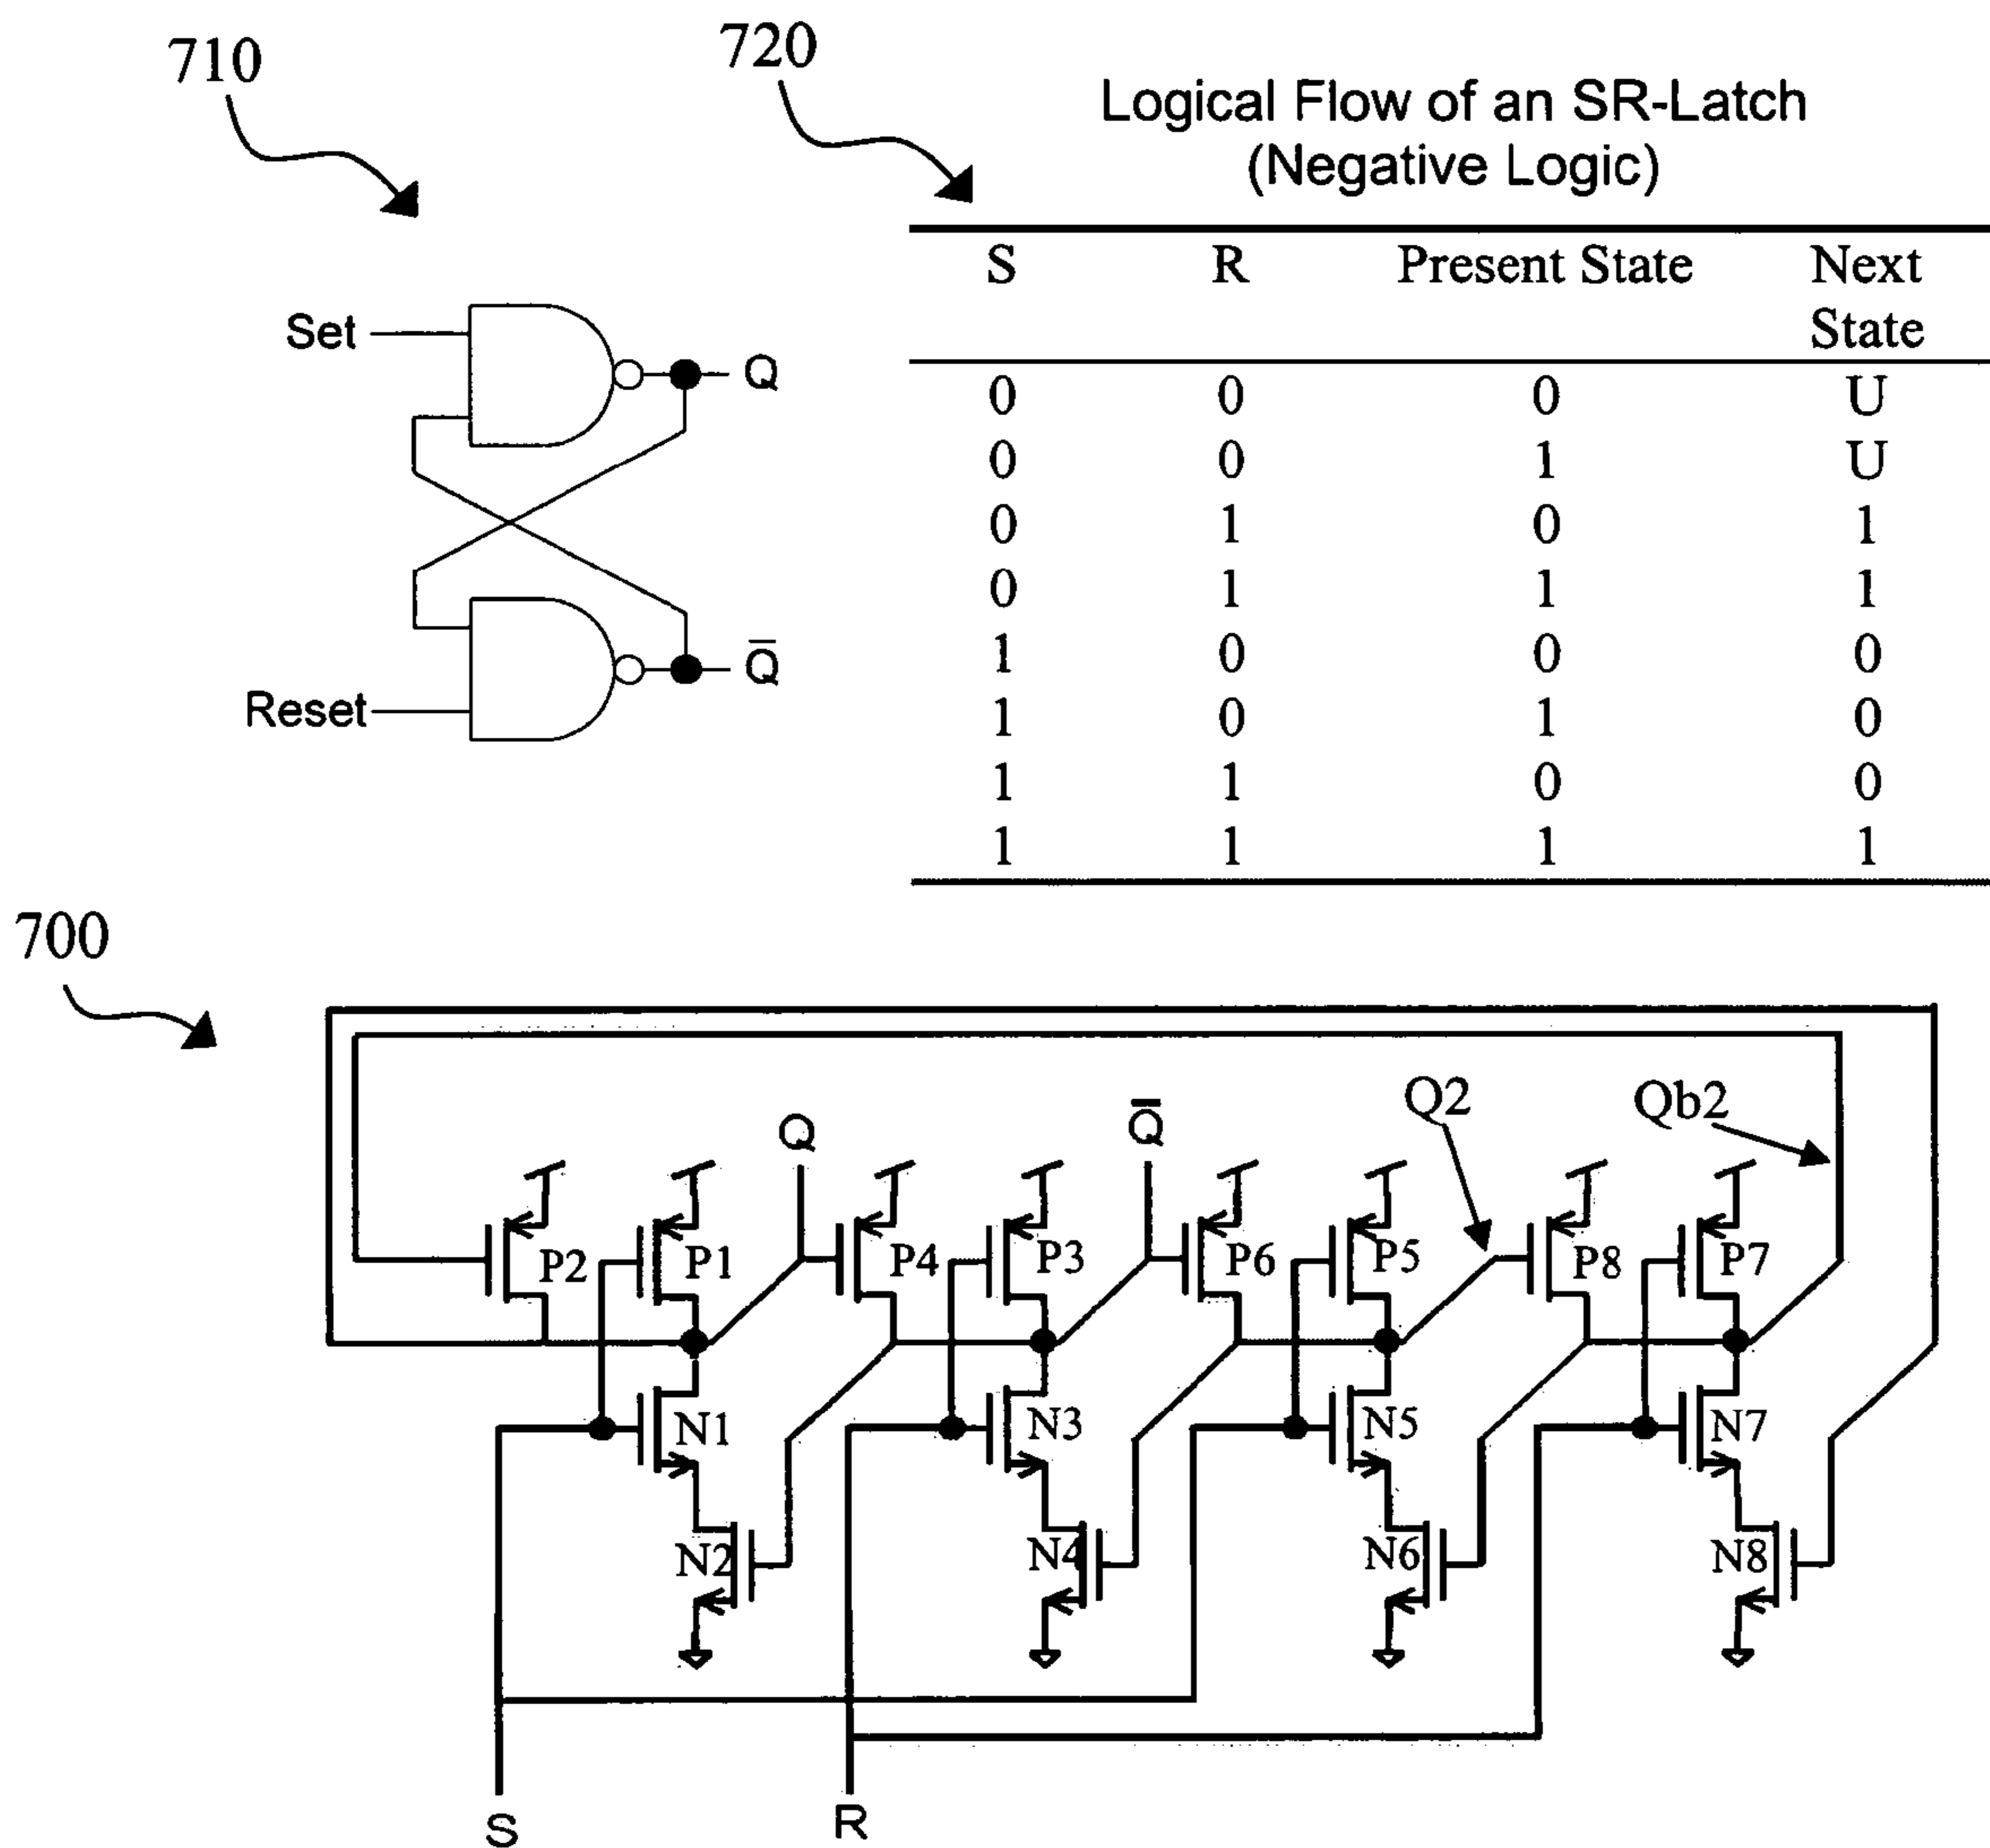 710
720
Logical Flow of an SR-Latch
(Negative Logic)
S R Present State Next
State
0 0 0 U
0 0 1 U
0 1 0 1
0 1 1 1
1 0 0 0
1 0 1 0
1 1 0 0
1 1 1 1
Set
Q
Q̅
Reset
700
Q Q̅ Q2 Qb2
P2 P1 P4 P3 P6 P5 P8 P7
N1 N3 N5 N7
N2 N4 N6 N8
S R